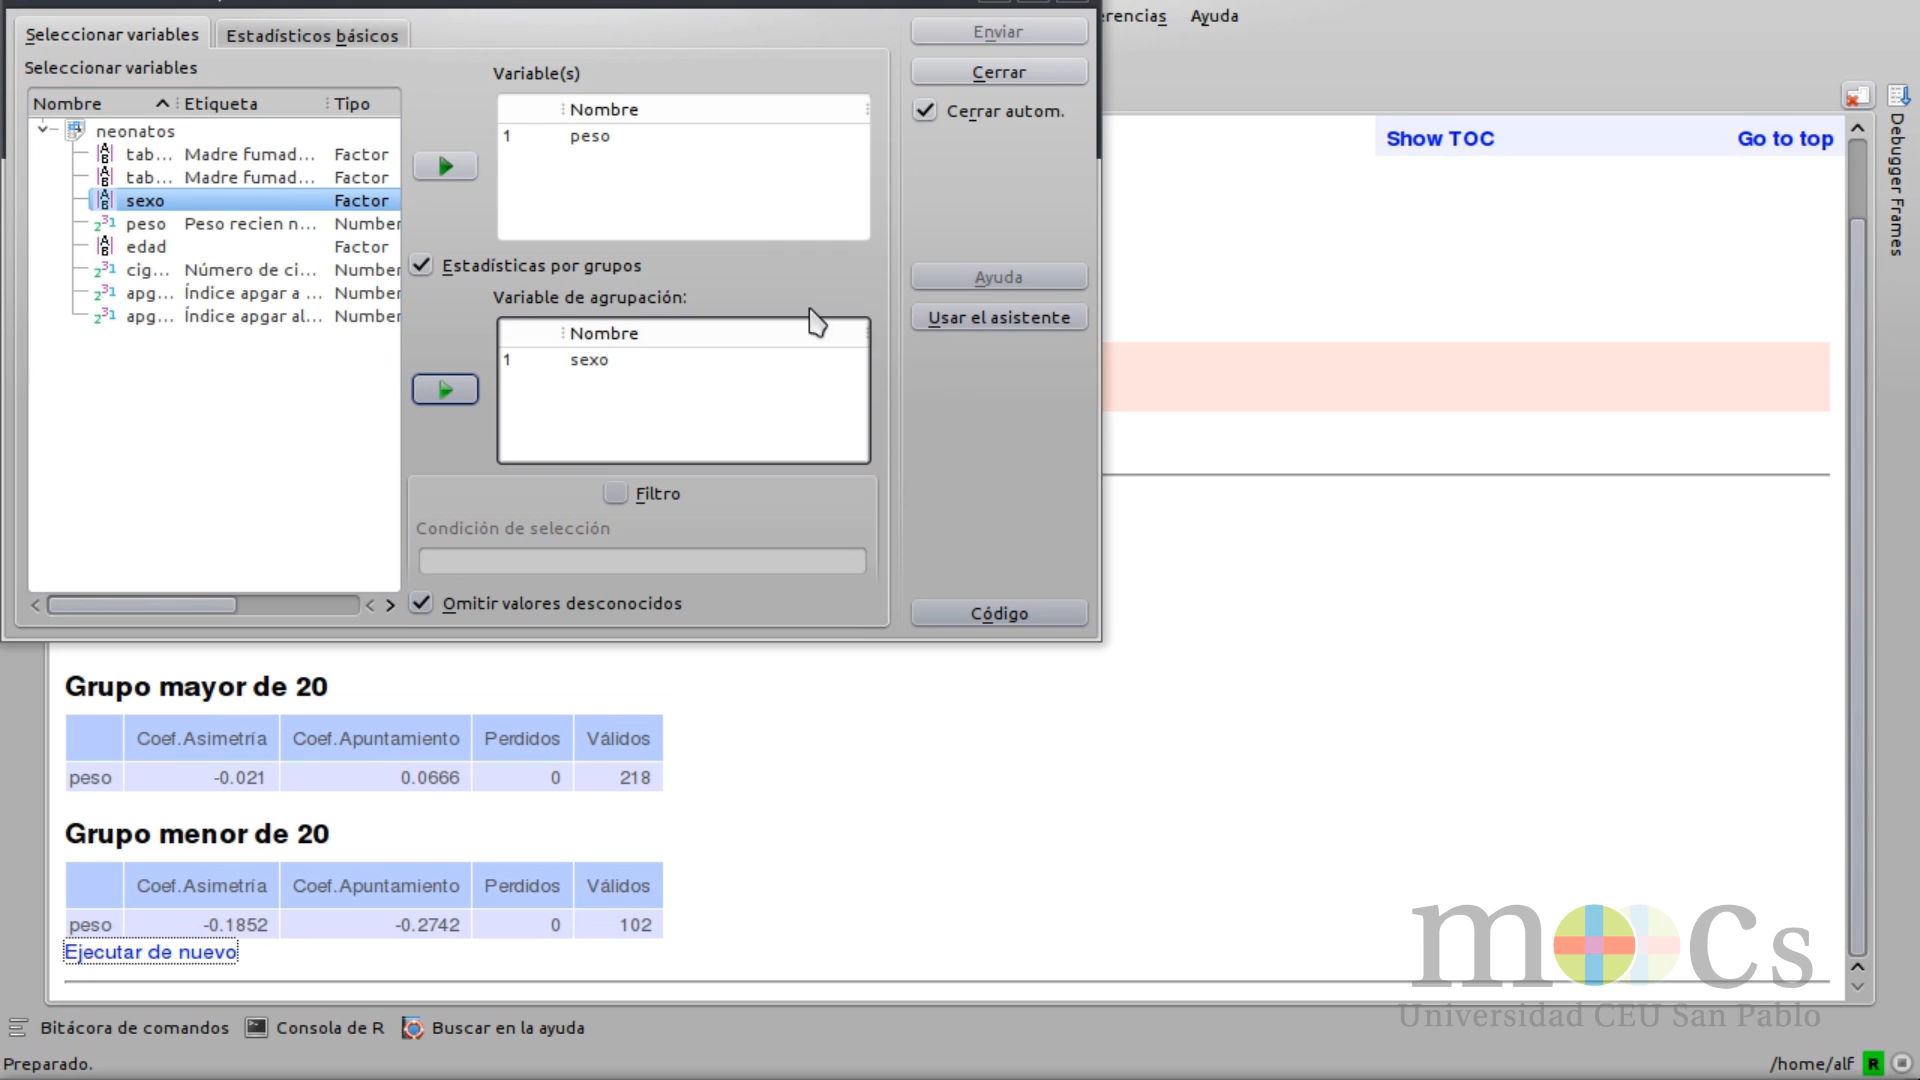 Seleccionar variables
Estadísticos básicos
Seleccionar variables
Nombre Etiqueta Tipo
neonatos
tab... Madre fumad... Factor
tab... Madre fumad... Factor
sexo Factor
peso Peso recien n... Number
edad Factor
cig... Número de ci... Number
apg... Índice apgar a ... Number
apg... Índice apgar al... Number
Variable(s)
Nombre
1 peso
Estadísticas por grupos
Variable de agrupación:
Nombre
1 sexo
Filtro
Condición de selección
Omitir valores desconocidos
Enviar
Cerrar
Cerrar autom.
Ayuda
Usar el asistente
Código
erencias Ayuda
Show TOC Go to top
Debugger Frames
Grupo mayor de 20
Coef.Asimetría Coef.Apuntamiento Perdidos Válidos
peso -0.021 0.0666 0 218
Grupo menor de 20
Coef.Asimetría Coef.Apuntamiento Perdidos Válidos
peso -0.1852 -0.2742 0 102
Ejecutar de nuevo
moocs
Universidad CEU San Pablo
Bitácora de comandos Consola de R Buscar en la ayuda
Preparado.
/home/alf R